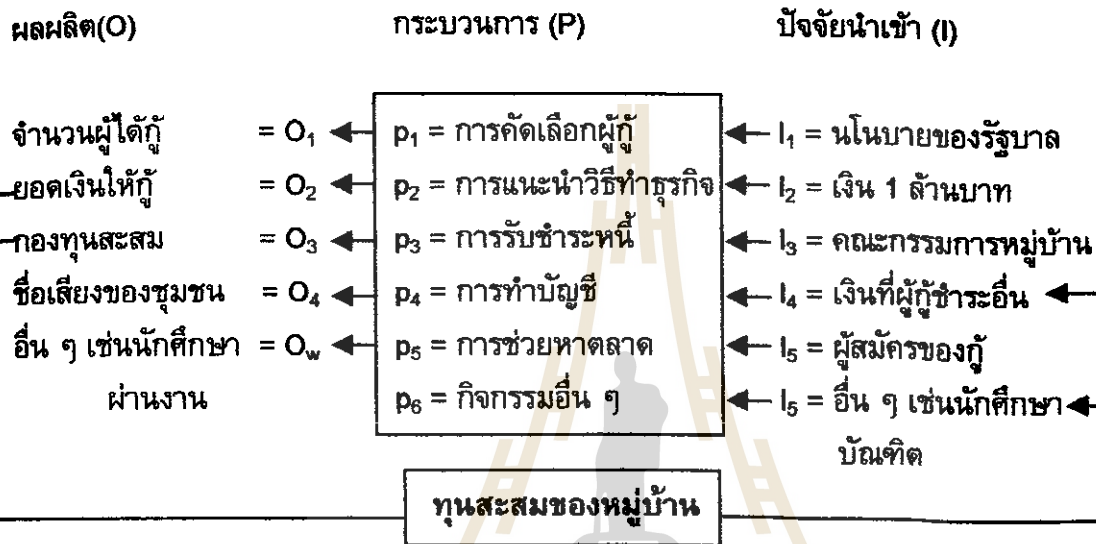 ผลผลิต(O) กระบวนการ (P) ปัจจัยนำเข้า (I)
จำนวนผู้ได้กู้ = O₁ p₁ = การคัดเลือกผู้กู้ I₁ = นโนบายของรัฐบาล
ยอดเงินให้กู้ = O₂ p₂ = การแนะนำวิธีทำธุรกิจ I₂ = เงิน 1 ล้านบาท
กองทุนสะสม = O₃ p₃ = การรับชำระหนี้ I₃ = คณะกรรมการหมู่บ้าน
ชื่อเสียงของชุมชน = O₄ p₄ = การทำบัญชี I₄ = เงินที่ผู้กู้ชำระอื่น
อื่น ๆ เช่นนักศึกษา = Ow p₅ = การช่วยหาตลาด I₅ = ผู้สมัครของกู้
ผ่านงาน p₆ = กิจกรรมอื่น ๆ I₅ = อื่น ๆ เช่นนักศึกษา
บัณฑิต
ทุนสะสมของหมู่บ้าน